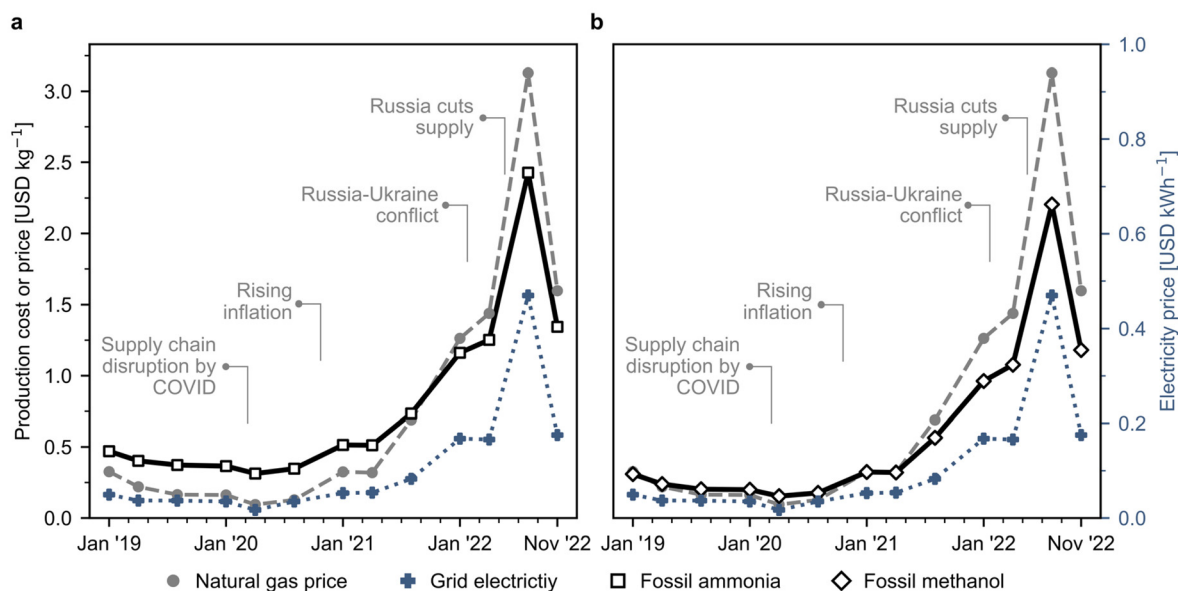 a
Production cost or price [USD kg⁻¹]
3.0
2.5
2.0
1.5
1.0
0.5
0.0
Russia cuts
supply
Russia-Ukraine
conflict
Rising
inflation
Supply chain
disruption by
COVID
Jan '19
Jan '20
Jan '21
Jan '22
Nov '22
b
Russia cuts
supply
Russia-Ukraine
conflict
Rising
inflation
Supply chain
disruption by
COVID
Jan '19
Jan '20
Jan '21
Jan '22
Nov '22
1.0
0.8
0.6
0.4
0.2
0.0
Electricity price [USD kWh⁻¹]
Natural gas price
Grid electrictiy
Fossil ammonia
Fossil methanol